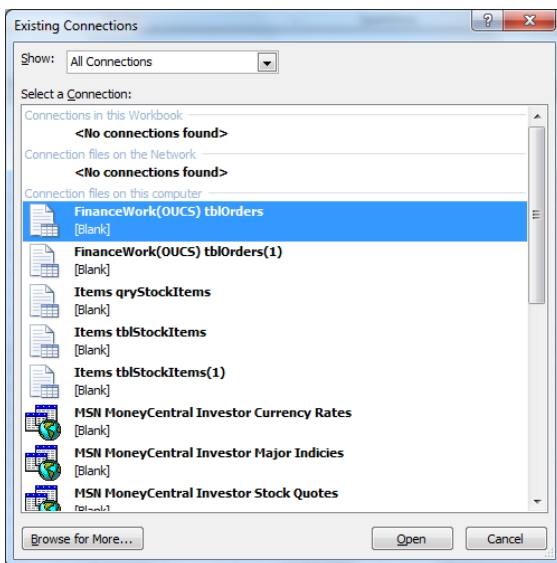 Existing Connections
Show: All Connections
Select a Connection:
Connections in this Workbook
<No connections found>
Connection files on the Network
<No connections found>
Connection files on this computer
FinanceWork(OUCS) tblOrders
[Blank]
FinanceWork(OUCS) tblOrders(1)
[Blank]
Items qryStockItems
[Blank]
Items tblStockItems
[Blank]
Items tblStockItems(1)
[Blank]
MSN MoneyCentral Investor Currency Rates
[Blank]
MSN MoneyCentral Investor Major Indicies
[Blank]
MSN MoneyCentral Investor Stock Quotes
[Blank]
Browse for More... Open Cancel